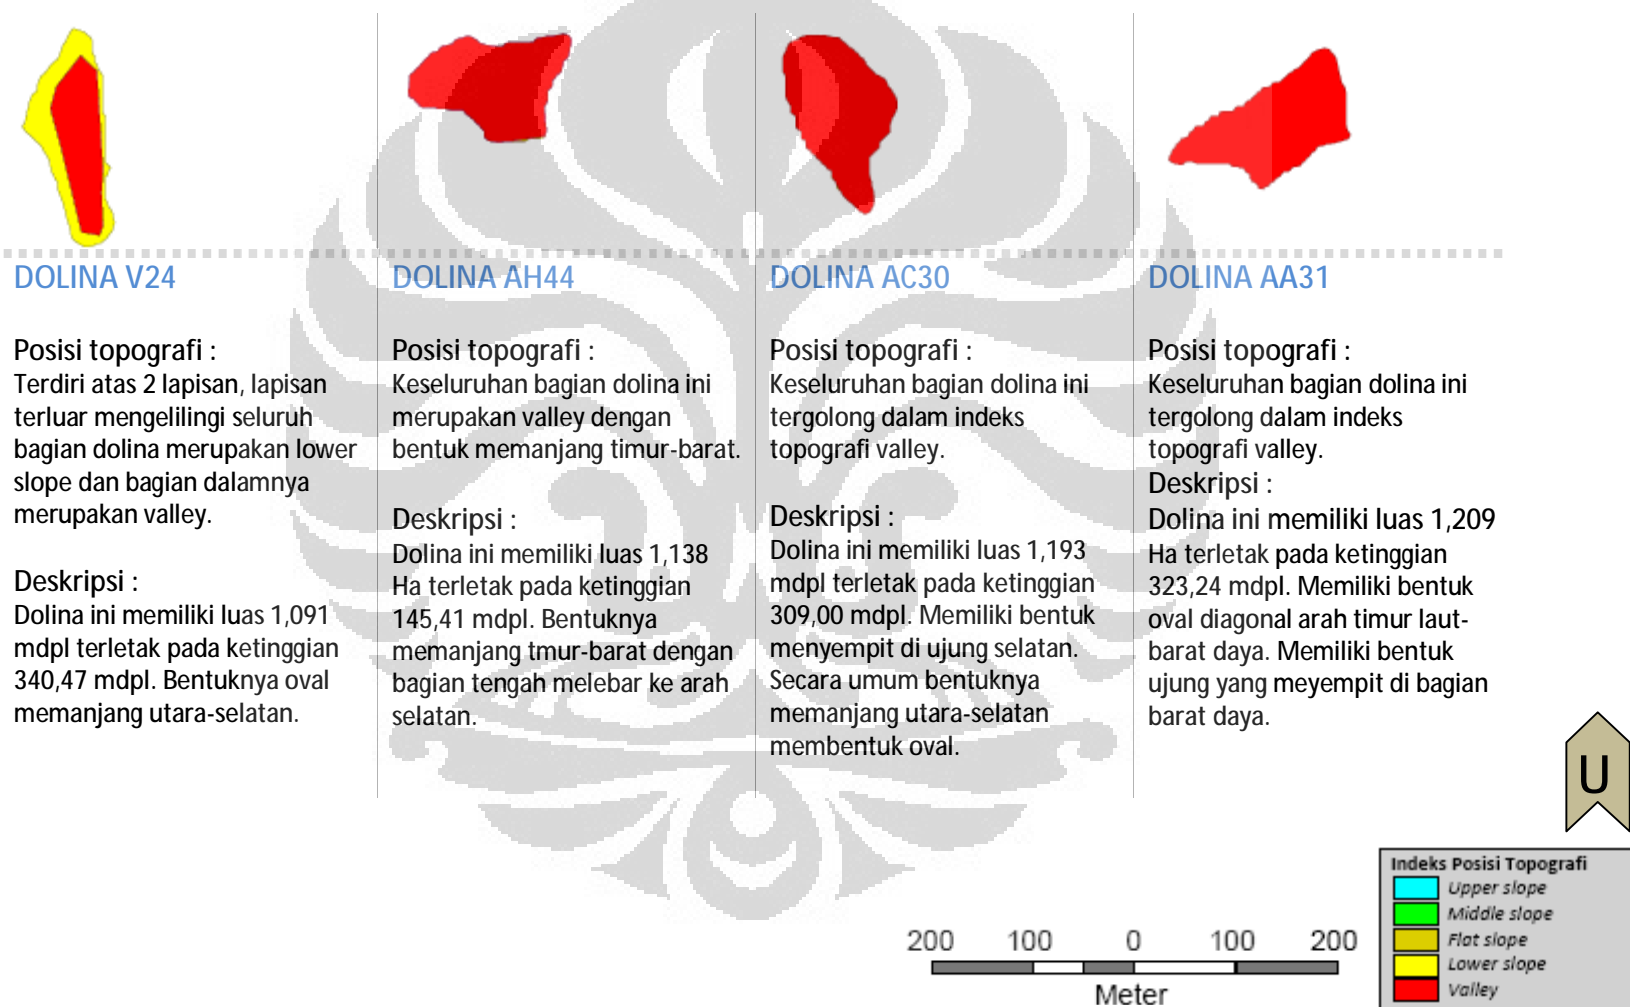 DOLINA V24
Posisi topografi :
Terdiri atas 2 lapisan, lapisan
terluar mengelilingi seluruh
bagian dolina merupakan lower
slope dan bagian dalamnya
merupakan valley.
Deskripsi :
Dolina ini memiliki luas 1,091
mdpl terletak pada ketinggian
340,47 mdpl. Bentuknya oval
memanjang utara-selatan.
DOLINA AH44
Posisi topografi :
Keseluruhan bagian dolina ini
merupakan valley dengan
bentuk memanjang timur-barat.
Deskripsi :
Dolina ini memiliki luas 1,138
Ha terletak pada ketinggian
145,41 mdpl. Bentuknya
memanjang tmur-barat dengan
bagian tengah melebar ke arah
selatan.
DOLINA AC30
Posisi topografi :
Keseluruhan bagian dolina ini
tergolong dalam indeks
topografi valley.
Deskripsi :
Dolina ini memiliki luas 1,193
mdpl terletak pada ketinggian
309,00 mdpl. Memiliki bentuk
menyempit di ujung selatan.
Secara umum bentuknya
memanjang utara-selatan
membentuk oval.
DOLINA AA31
Posisi topografi :
Keseluruhan bagian dolina ini
tergolong dalam indeks
topografi valley.
Deskripsi :
Dolina ini memiliki luas 1,209
Ha terletak pada ketinggian
323,24 mdpl. Memiliki bentuk
oval diagonal arah timur laut-
barat daya. Memiliki bentuk
ujung yang meyempit di bagian
barat daya.
U
Indeks Posisi Topografi
Upper slope
Middle slope
Flat slope
Lower slope
Valley
200 100 0 100 200
Meter